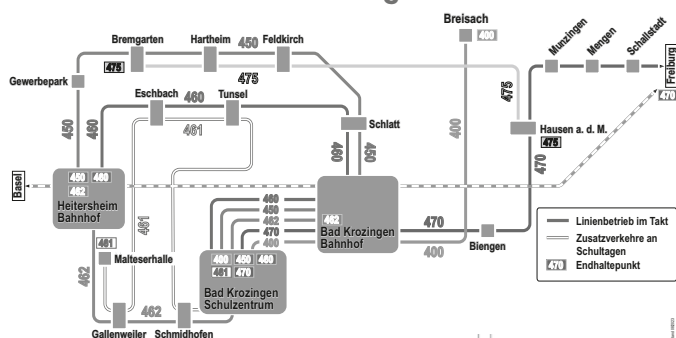 Bremgarten
Hartheim
450
Feldkirch
Breisach
400
Munzingen
Mengen
Schallstadt
Freiburg
470
475
475
475
Gewerbepark
Eschbach
460
Tunsel
461
450
460
Schlatt
460
450
400
Hausen a. d. M.
475
470
Basel
450 460
462
Heitersheim
Bahnhof
461
460
450
462
470
400
462
Bad Krozingen
Bahnhof
470
400
Biengen
Linienbetrieb im Takt
Zusatzverkehre an
Schultagen
470 Endhaltepunkt
461
Malteserhalle
462
400 450 460
461 470
Bad Krozingen
Schulzentrum
462
Gallenweiler
Schmidhofen